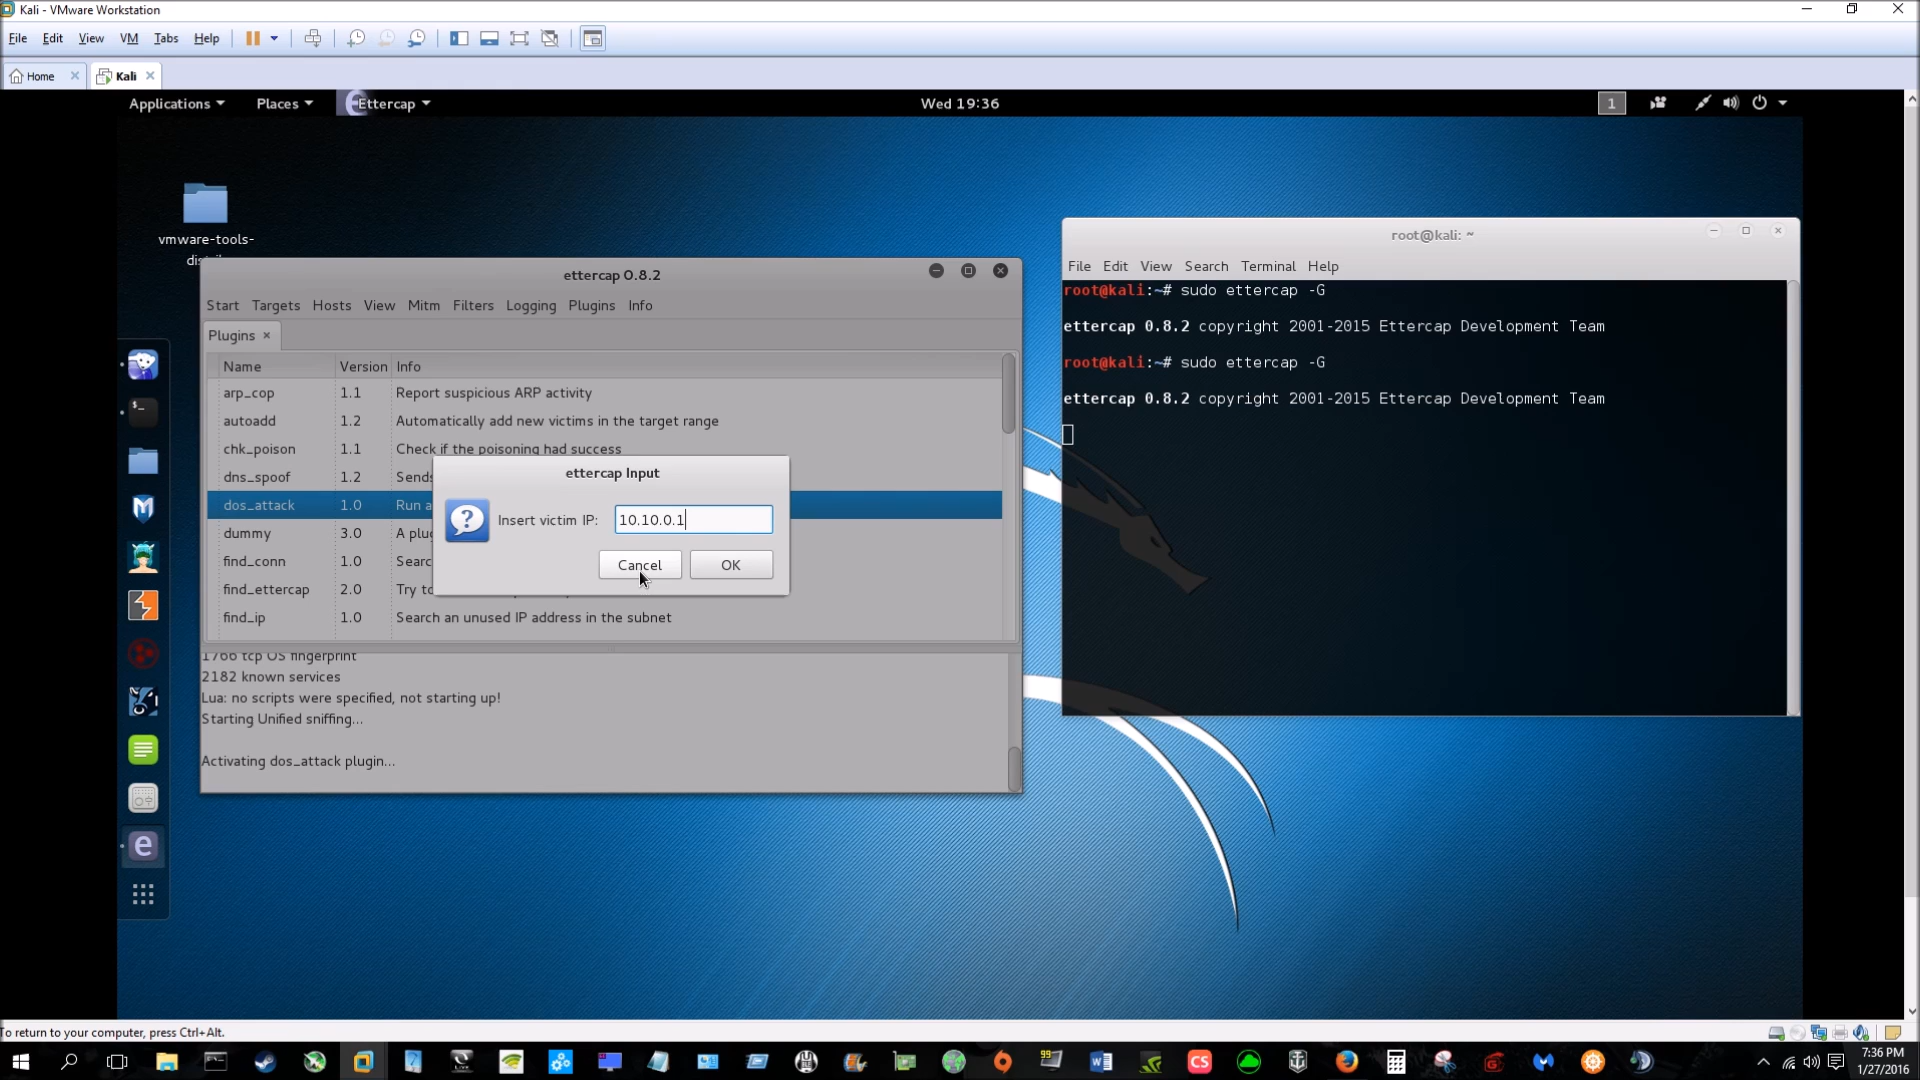 Kali - VMware Workstation
File Edit View VM Tabs Help
Home Kali
Applications Places Ettercap Wed 19:36 1
vmware-tools-
ettercap 0.8.2
Start Targets Hosts View Mitm Filters Logging Plugins Info
Plugins
Name Version Info
arp_cop 1.1 Report suspicious ARP activity
autoadd 1.2 Automatically add new victims in the target range
chk_poison 1.1 Check if the poisoning had success
dns_spoof 1.2 Sends
dos_attack 1.0 Run a
dummy 3.0 A plug
find_conn 1.0 Searc
find_ettercap 2.0 Try to
find_ip 1.0 Search an unused IP address in the subnet
ettercap Input
Insert victim IP: 10.10.0.1
Cancel OK
1766 tcp OS fingerprint
2182 known services
Lua: no scripts were specified, not starting up!
Starting Unified sniffing...
Activating dos_attack plugin...
root@kali: ~
File Edit View Search Terminal Help
root@kali:~# sudo ettercap -G
ettercap 0.8.2 copyright 2001-2015 Ettercap Development Team
root@kali:~# sudo ettercap -G
ettercap 0.8.2 copyright 2001-2015 Ettercap Development Team
To return to your computer, press Ctrl+Alt.
99
CS
7:36 PM
1/27/2016